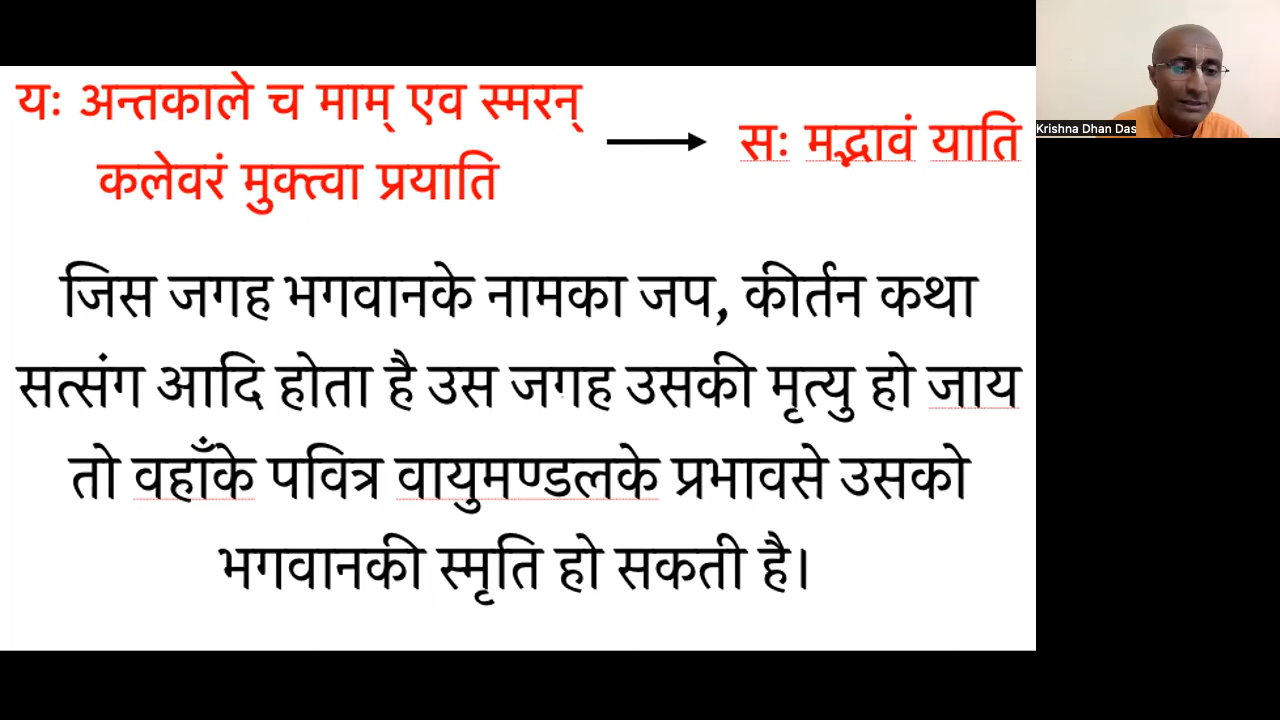 यः अन्तकाले च माम् एव स्मरन्
कलेवरं मुक्त्वा प्रयाति
सः मद्भावं याति
जिस जगह भगवानके नामका जप, कीर्तन कथा
सत्संग आदि होता है उस जगह उसकी मृत्यु हो जाय
तो वहाँके पवित्र वायुमण्डलके प्रभावसे उसको
भगवानकी स्मृति हो सकती है।
Krishna Dhan Das